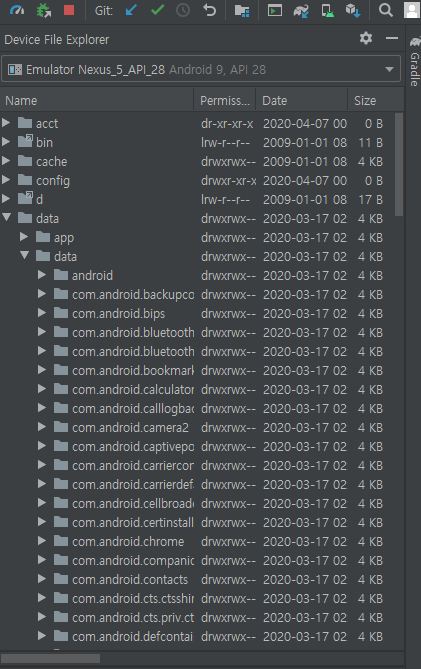 Git:
Device File Explorer
Emulator Nexus_5_API_28 Android 9, API 28
Name Permiss... Date Size
acct dr-xr-xr-x 2020-04-07 00 0 B
bin lrw-r--r-- 2009-01-01 08 11 B
cache drwxrwx-- 2009-01-01 08 4 KB
config drwxr-xr-x 2020-04-07 00 0 B
d lrw-r--r-- 2009-01-01 08 17 B
data drwxrwx-- 2020-03-17 02 4 KB
app drwxrwx-- 2020-03-17 02 4 KB
data drwxrwx-- 2020-03-17 02 4 KB
android drwxrwx-- 2020-03-17 02 4 KB
com.android.backupco drwxrwx-- 2020-03-17 02 4 KB
com.android.bips drwxrwx-- 2020-03-17 02 4 KB
com.android.bluetooth drwxrwx-- 2020-03-17 02 4 KB
com.android.bluetooth drwxrwx-- 2020-03-17 02 4 KB
com.android.bookmark drwxrwx-- 2020-03-17 02 4 KB
com.android.calculator drwxrwx-- 2020-03-17 02 4 KB
com.android.calllogbac drwxrwx-- 2020-03-17 02 4 KB
com.android.camera2 drwxrwx-- 2020-03-17 02 4 KB
com.android.captivepo drwxrwx-- 2020-03-17 02 4 KB
com.android.carriercon drwxrwx-- 2020-03-17 02 4 KB
com.android.carrierdef drwxrwx-- 2020-03-17 02 4 KB
com.android.cellbroad drwxrwx-- 2020-03-17 02 4 KB
com.android.certinstall drwxrwx-- 2020-03-17 02 4 KB
com.android.chrome drwxrwx-- 2020-03-17 02 4 KB
com.android.companio drwxrwx-- 2020-03-17 02 4 KB
com.android.contacts drwxrwx-- 2020-03-17 02 4 KB
com.android.cts.ctsshir drwxrwx-- 2020-03-17 02 4 KB
com.android.cts.priv.ct drwxrwx-- 2020-03-17 02 4 KB
com.android.defcontai drwxrwx-- 2020-03-17 02 4 KB
Gradle